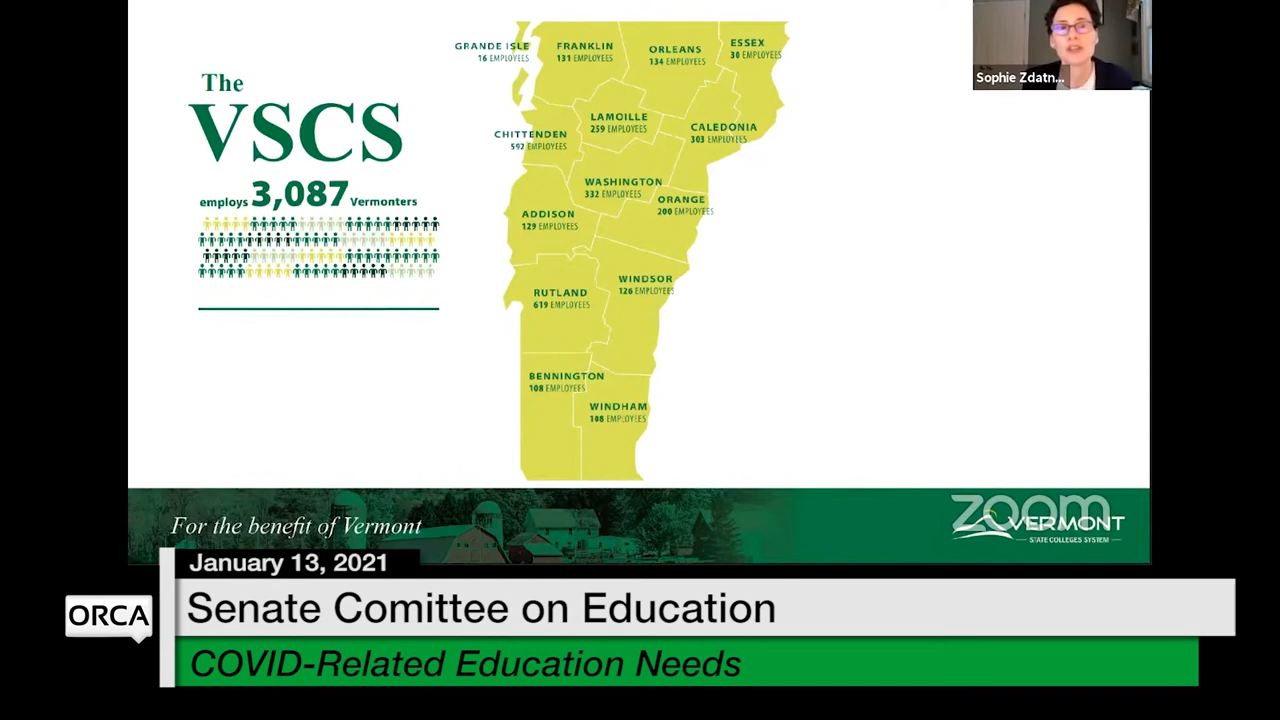 The
VSCS
employs 3,087 Vermonters
GRANDE ISLE
16 EMPLOYEES
FRANKLIN
131 EMPLOYEES
ORLEANS
134 EMPLOYEES
ESSEX
30 EMPLOYEES
LAMOILLE
259 EMPLOYEES
CHITTENDEN
592 EMPLOYEES
CALEDONIA
303 EMPLOYEES
WASHINGTON
332 EMPLOYEES
ORANGE
200 EMPLOYEES
ADDISON
129 EMPLOYEES
WINDSOR
126 EMPLOYEES
RUTLAND
619 EMPLOYEES
BENNINGTON
108 EMPLOYEES
WINDHAM
108 EMPLOYEES
Sophie Zdatn...
For the benefit of Vermont
zoom
VERMONT
STATE COLLEGES SYSTEM
January 13, 2021
ORCA
Senate Comittee on Education
COVID-Related Education Needs